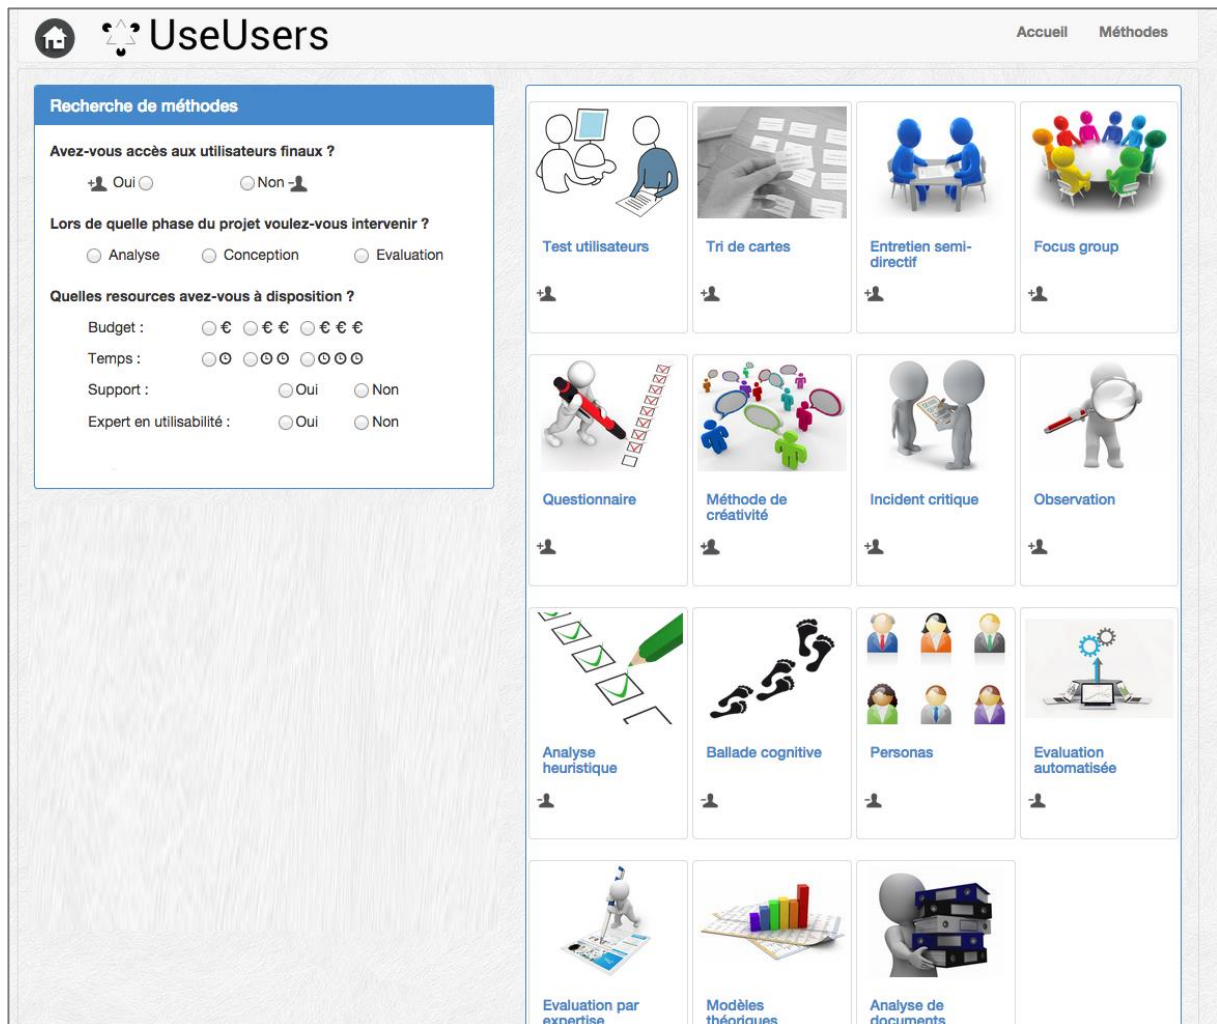 UseUsers
Accueil Méthodes
Recherche de méthodes
Avez-vous accès aux utilisateurs finaux ?
Oui Non
Lors de quelle phase du projet voulez-vous intervenir ?
Analyse Conception Evaluation
Quelles resources avez-vous à disposition ?
Budget : € € € € € €
Temps :
Support : Oui Non
Expert en utilisabilité : Oui Non
Test utilisateurs
Tri de cartes
Entretien semi-
directif
Focus group
Questionnaire
Méthode de
créativité
Incident critique
Observation
Analyse
heuristique
Ballade cognitive
Personas
Evaluation
automatisée
Evaluation par
expertise
Modèles
théoriques
Analyse de
documents